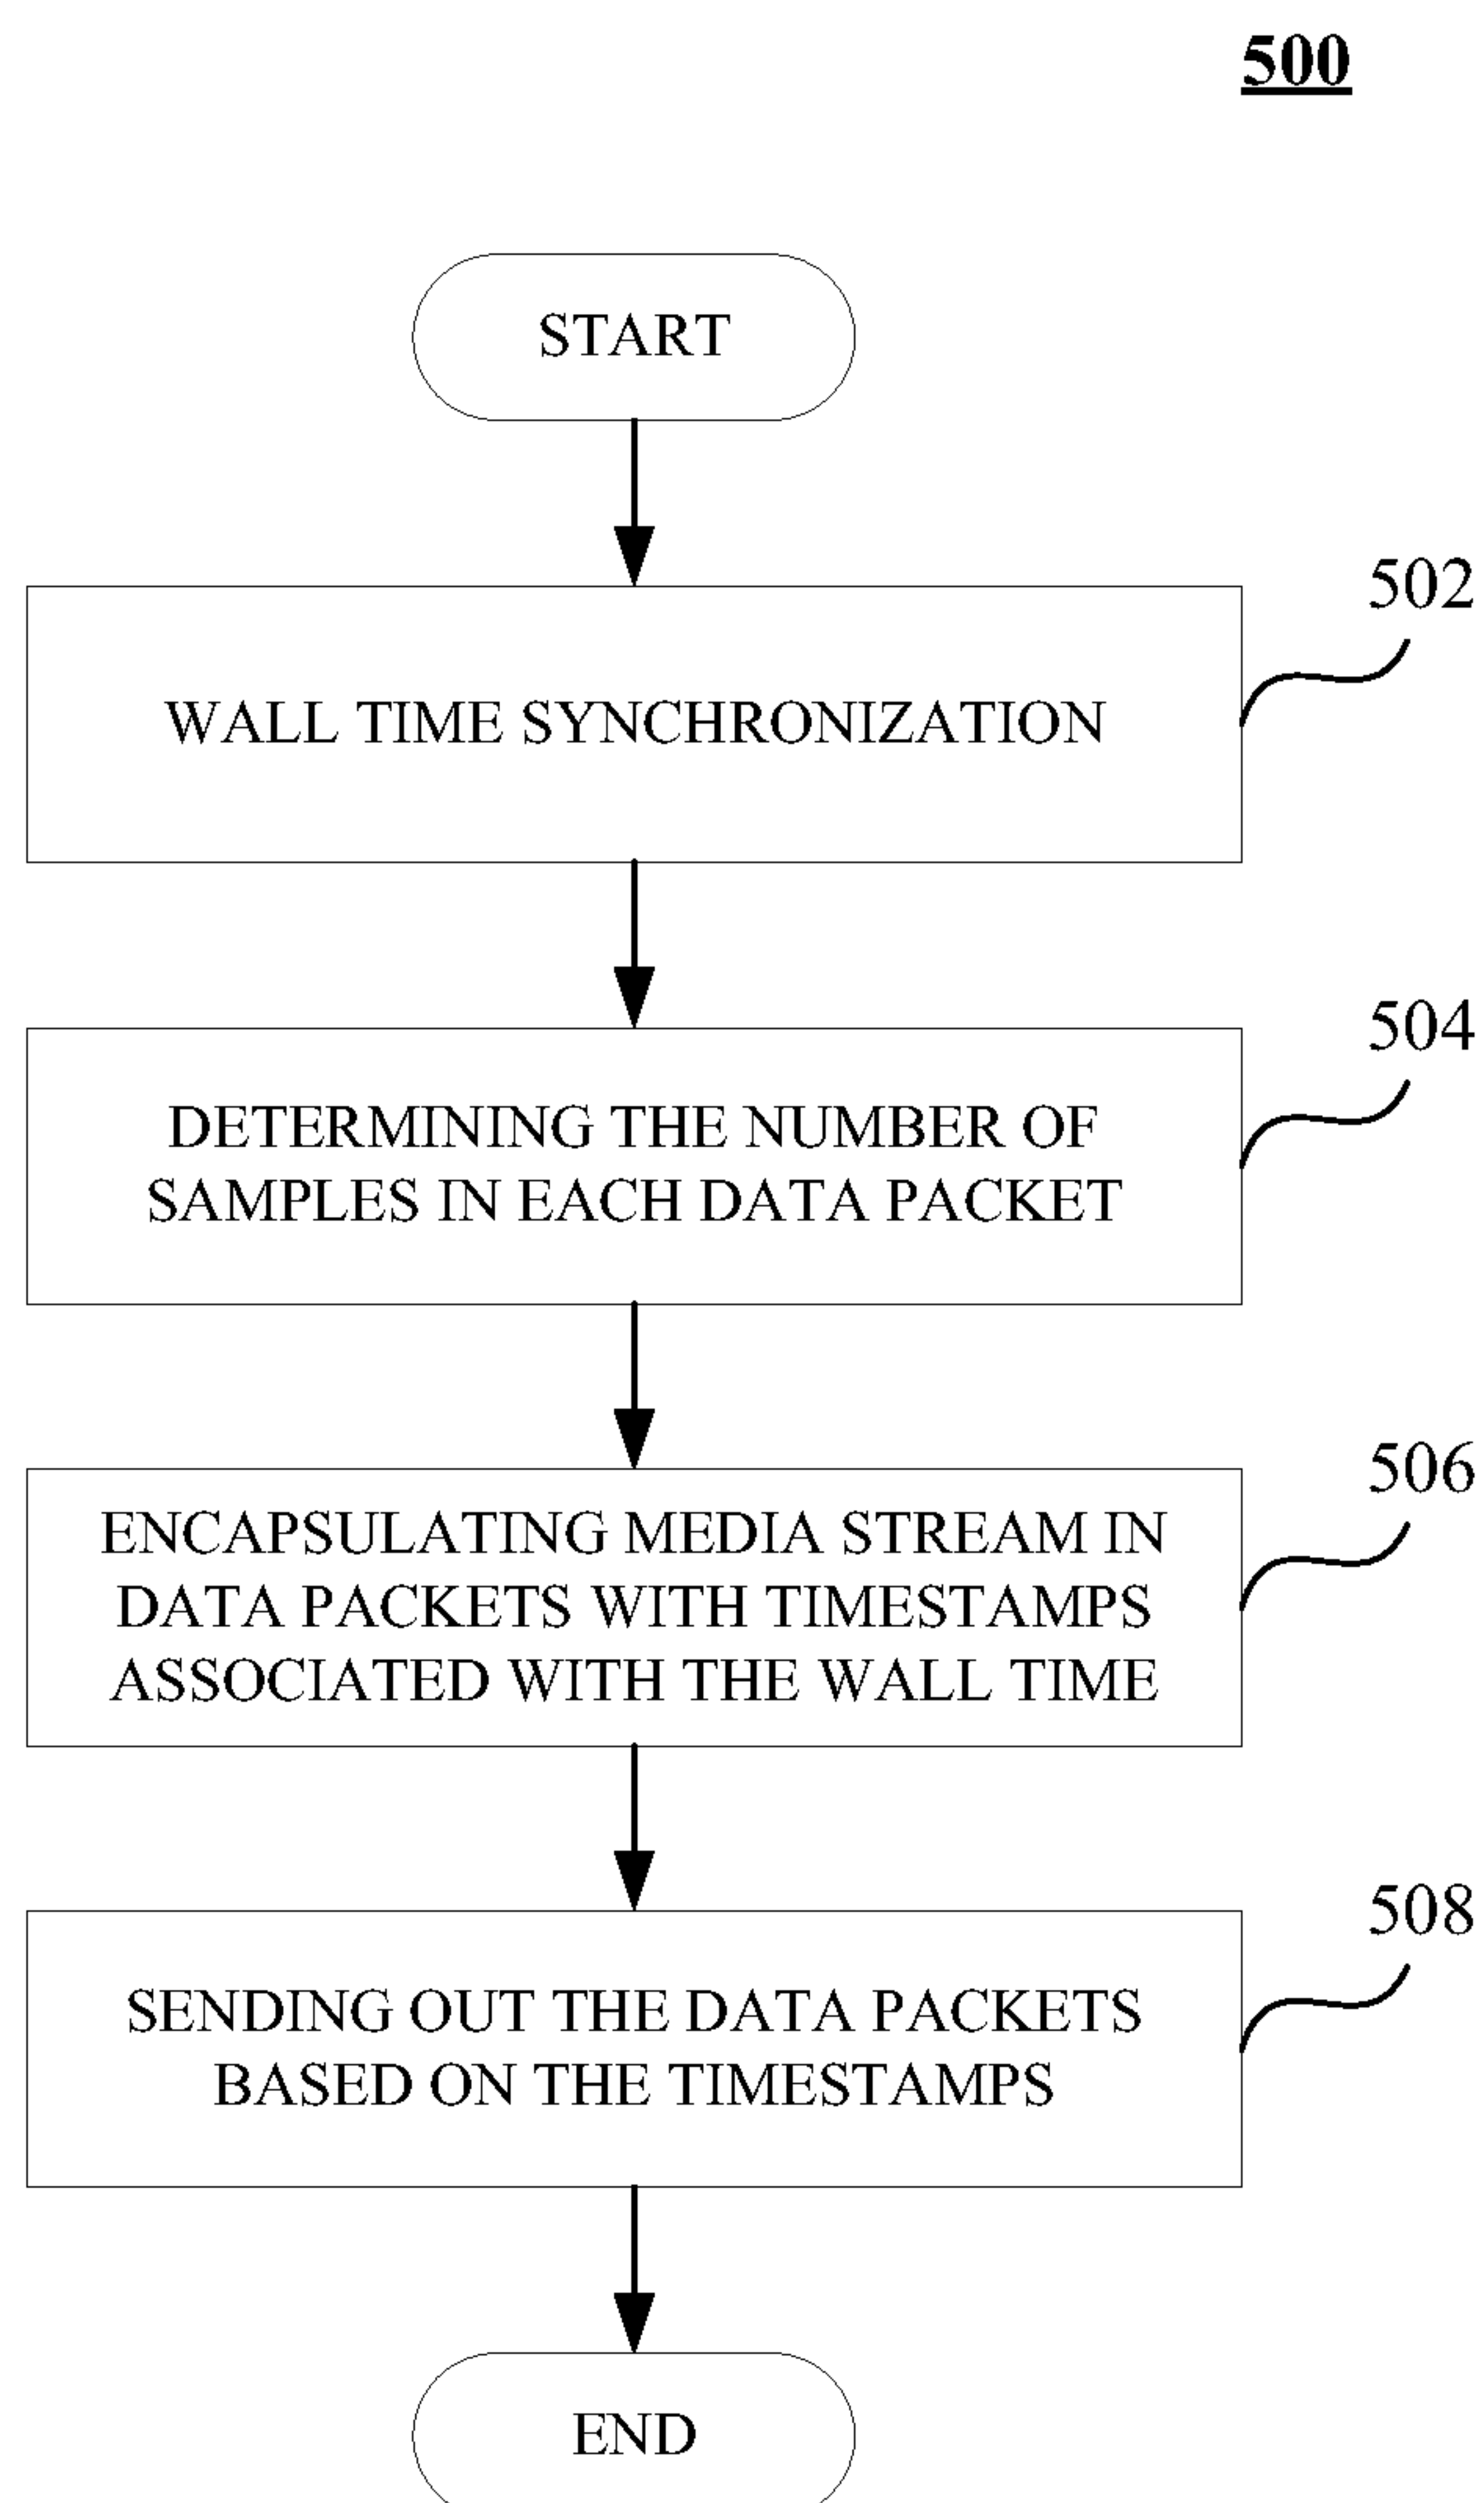 500
START
502
WALL TIME SYNCHRONIZATION
504
DETERMINING THE NUMBER OF
SAMPLES IN EACH DATA PACKET
506
ENCAPSULATING MEDIA STREAM IN
DATA PACKETS WITH TIMESTAMPS
ASSOCIATED WITH THE WALL TIME
508
SENDING OUT THE DATA PACKETS
BASED ON THE TIMESTAMPS
END